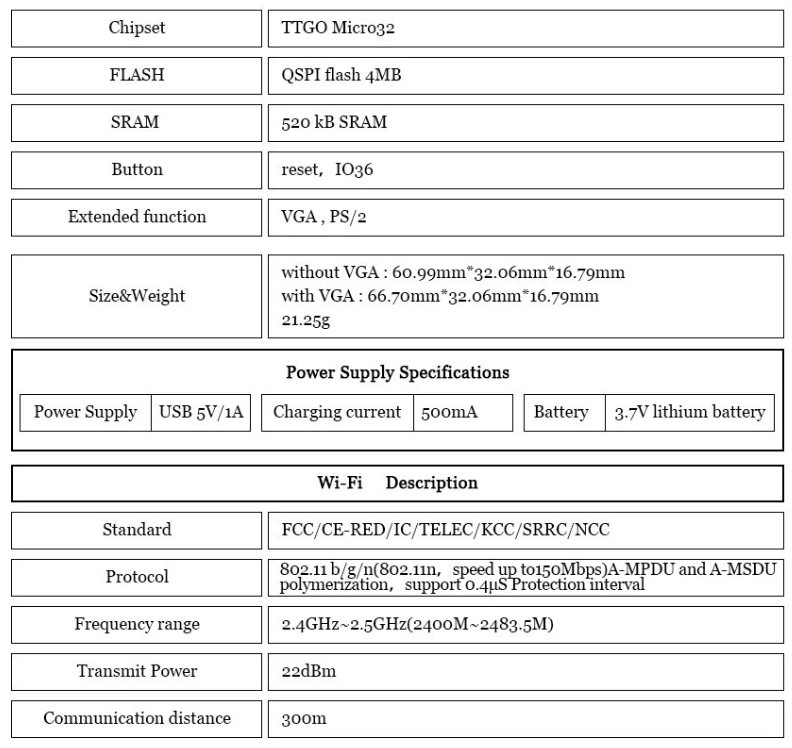 Chipset TTGO Micro32
FLASH QSPI flash 4MB
SRAM 520 kB SRAM
Button reset，IO36
Extended function VGA , PS/2
Size&Weight
without VGA : 60.99mm*32.06mm*16.79mm
with VGA : 66.70mm*32.06mm*16.79mm
21.25g
Power Supply Specifications
Power Supply USB 5V/1A Charging current 500mA Battery 3.7V lithium battery
Wi-Fi Description
Standard FCC/CE-RED/IC/TELEC/KCC/SRRC/NCC
Protocol
802.11 b/g/n(802.11n，speed up to150Mbps)A-MPDU and A-MSDU
polymerization，support 0.4μS Protection interval
Frequency range 2.4GHz~2.5GHz(2400M~2483.5M)
Transmit Power 22dBm
Communication distance 300m